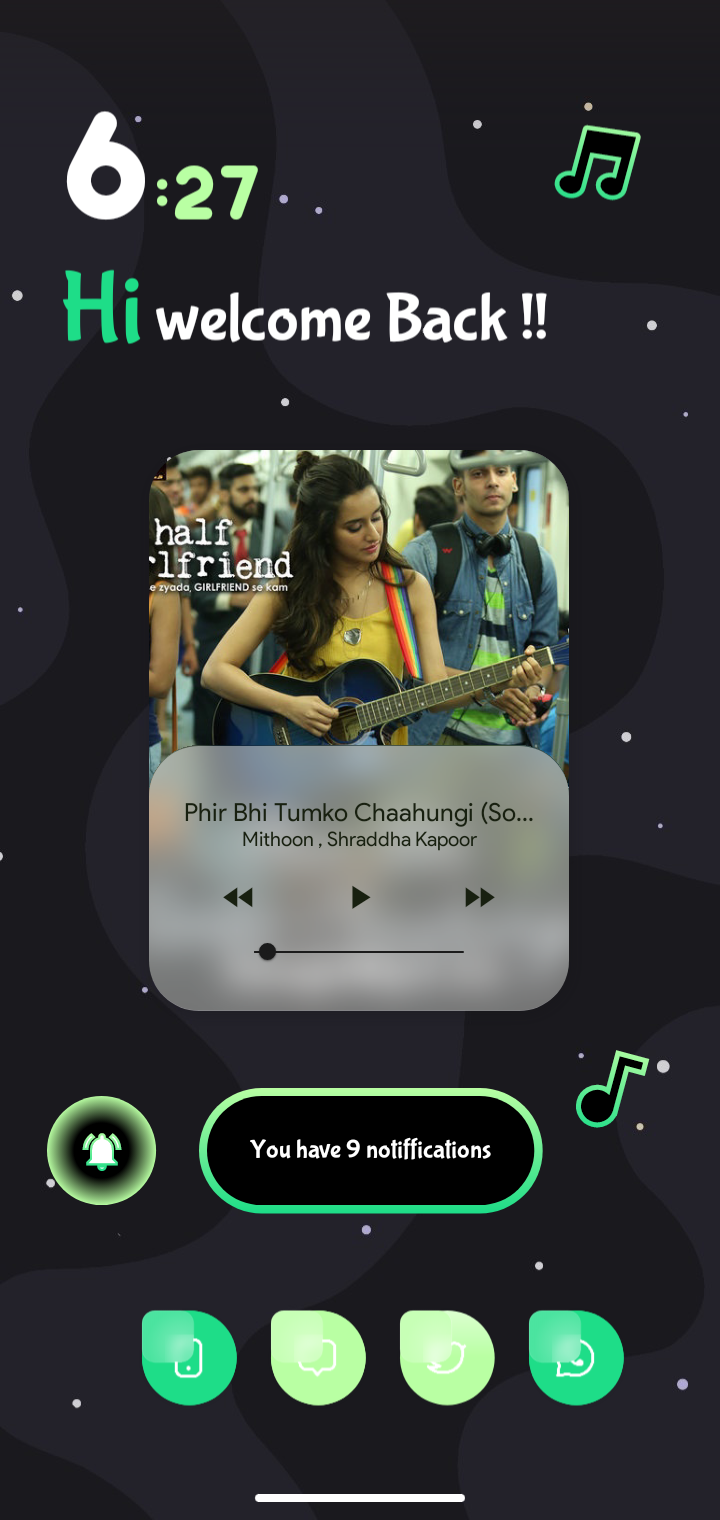 6:27
Hi welcome Back !!
half
rlfriend
e zyada, GIRLFRIEND se kam
Phir Bhi Tumko Chaahungi (So...
Mithoon , Shraddha Kapoor
You have 9 notiffications